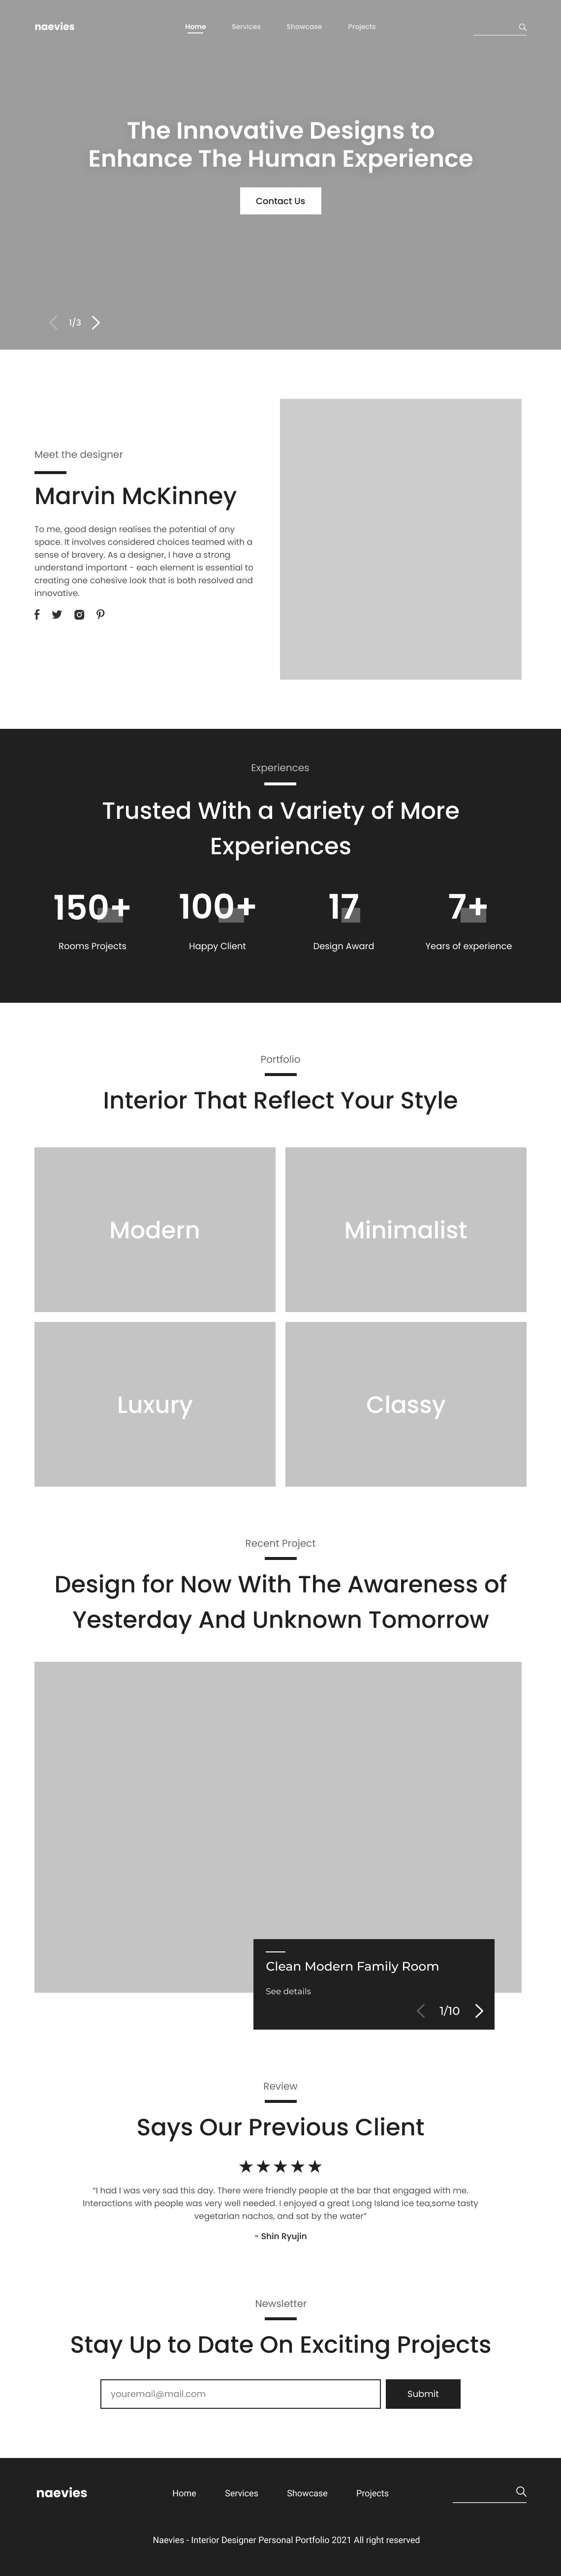 naevies
Home Services Showcase Projects
The Innovative Designs to
Enhance The Human Experience
Contact Us
1/3
Meet the designer
Marvin McKinney
To me, good design realises the potential of any
space. It involves considered choices teamed with a
sense of bravery. As a designer, I have a strong
understand important - each element is essential to
creating one cohesive look that is both resolved and
innovative.
Experiences
Trusted With a Variety of More
Experiences
150+ 100+ 17 7+
Rooms Projects Happy Client Design Award Years of experience
Portfolio
Interior That Reflect Your Style
Modern Minimalist
Luxury Classy
Recent Project
Design for Now With The Awareness of
Yesterday And Unknown Tomorrow
Clean Modern Family Room
See details
1/10
Review
Says Our Previous Client
“I had I was very sad this day. There were friendly people at the bar that engaged with me.
Interactions with people was very well needed. I enjoyed a great Long Island ice tea,some tasty
vegetarian nachos, and sat by the water”
- Shin Ryujin
Newsletter
Stay Up to Date On Exciting Projects
youremail@mail.com Submit
naevies Home Services Showcase Projects
Naevies - Interior Designer Personal Portfolio 2021 All right reserved